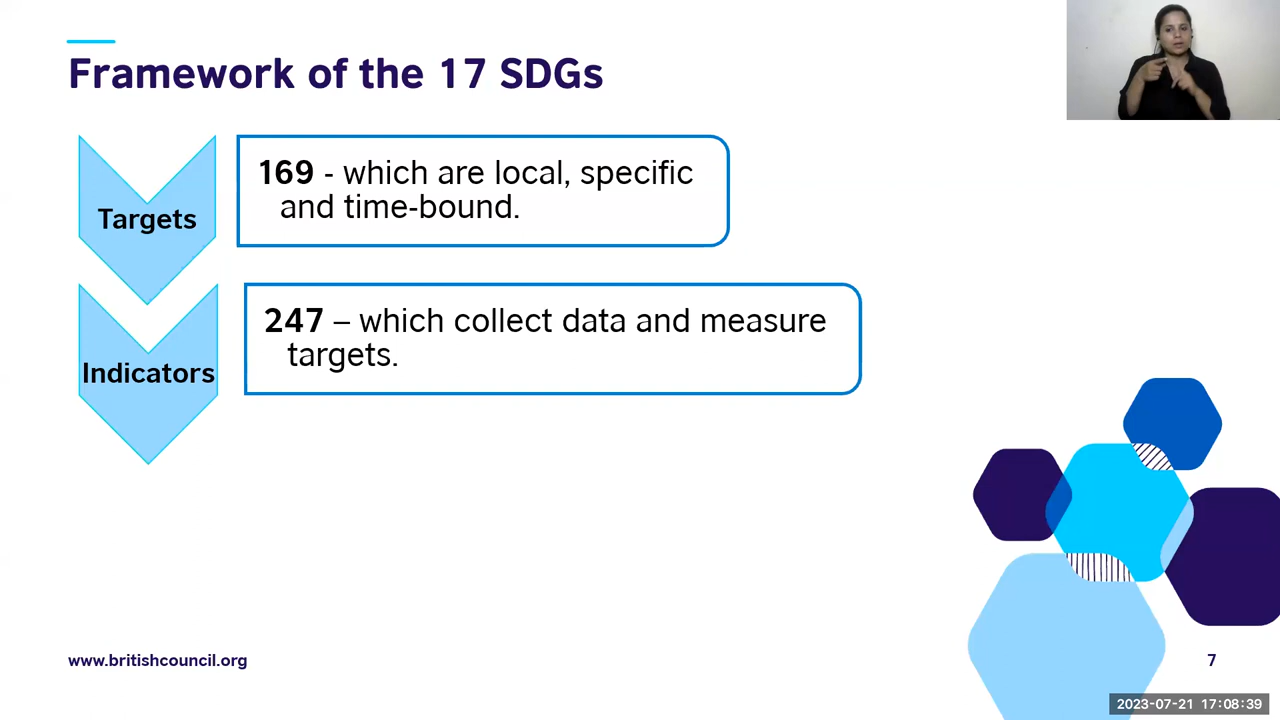 Framework of the 17 SDGs
Targets
169 - which are local, specific
and time-bound.
Indicators
247 – which collect data and measure
targets.
www.britishcouncil.org
7
2023-07-21 17:08:39